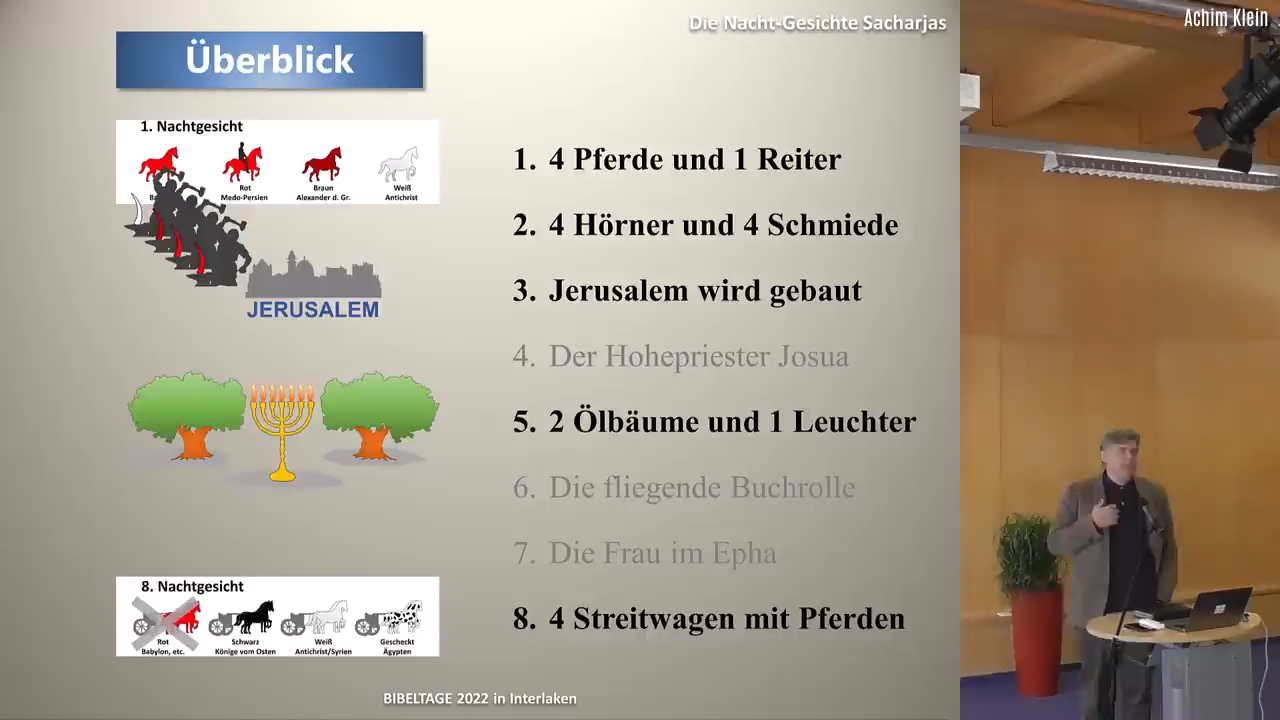 Die Nacht-Gesichte Sacharjas
Achim Klein
Überblick
1. Nachtgesicht
Rot
Medo-Persien
Braun
Alexander d. Gr.
Weiß
Antichrist
JERUSALEM
1. 4 Pferde und 1 Reiter
2. 4 Hörner und 4 Schmiede
3. Jerusalem wird gebaut
4. Der Hohepriester Josua
5. 2 Ölbäume und 1 Leuchter
6. Die fliegende Buchrolle
7. Die Frau im Epha
8. 4 Streitwagen mit Pferden
8. Nachtgesicht
Rot
Babylon, etc.
Schwarz
Könige vom Osten
Weiß
Antichrist/Syrien
Gescheckt
Ägypten
BIBELTAGE 2022 in Interlaken